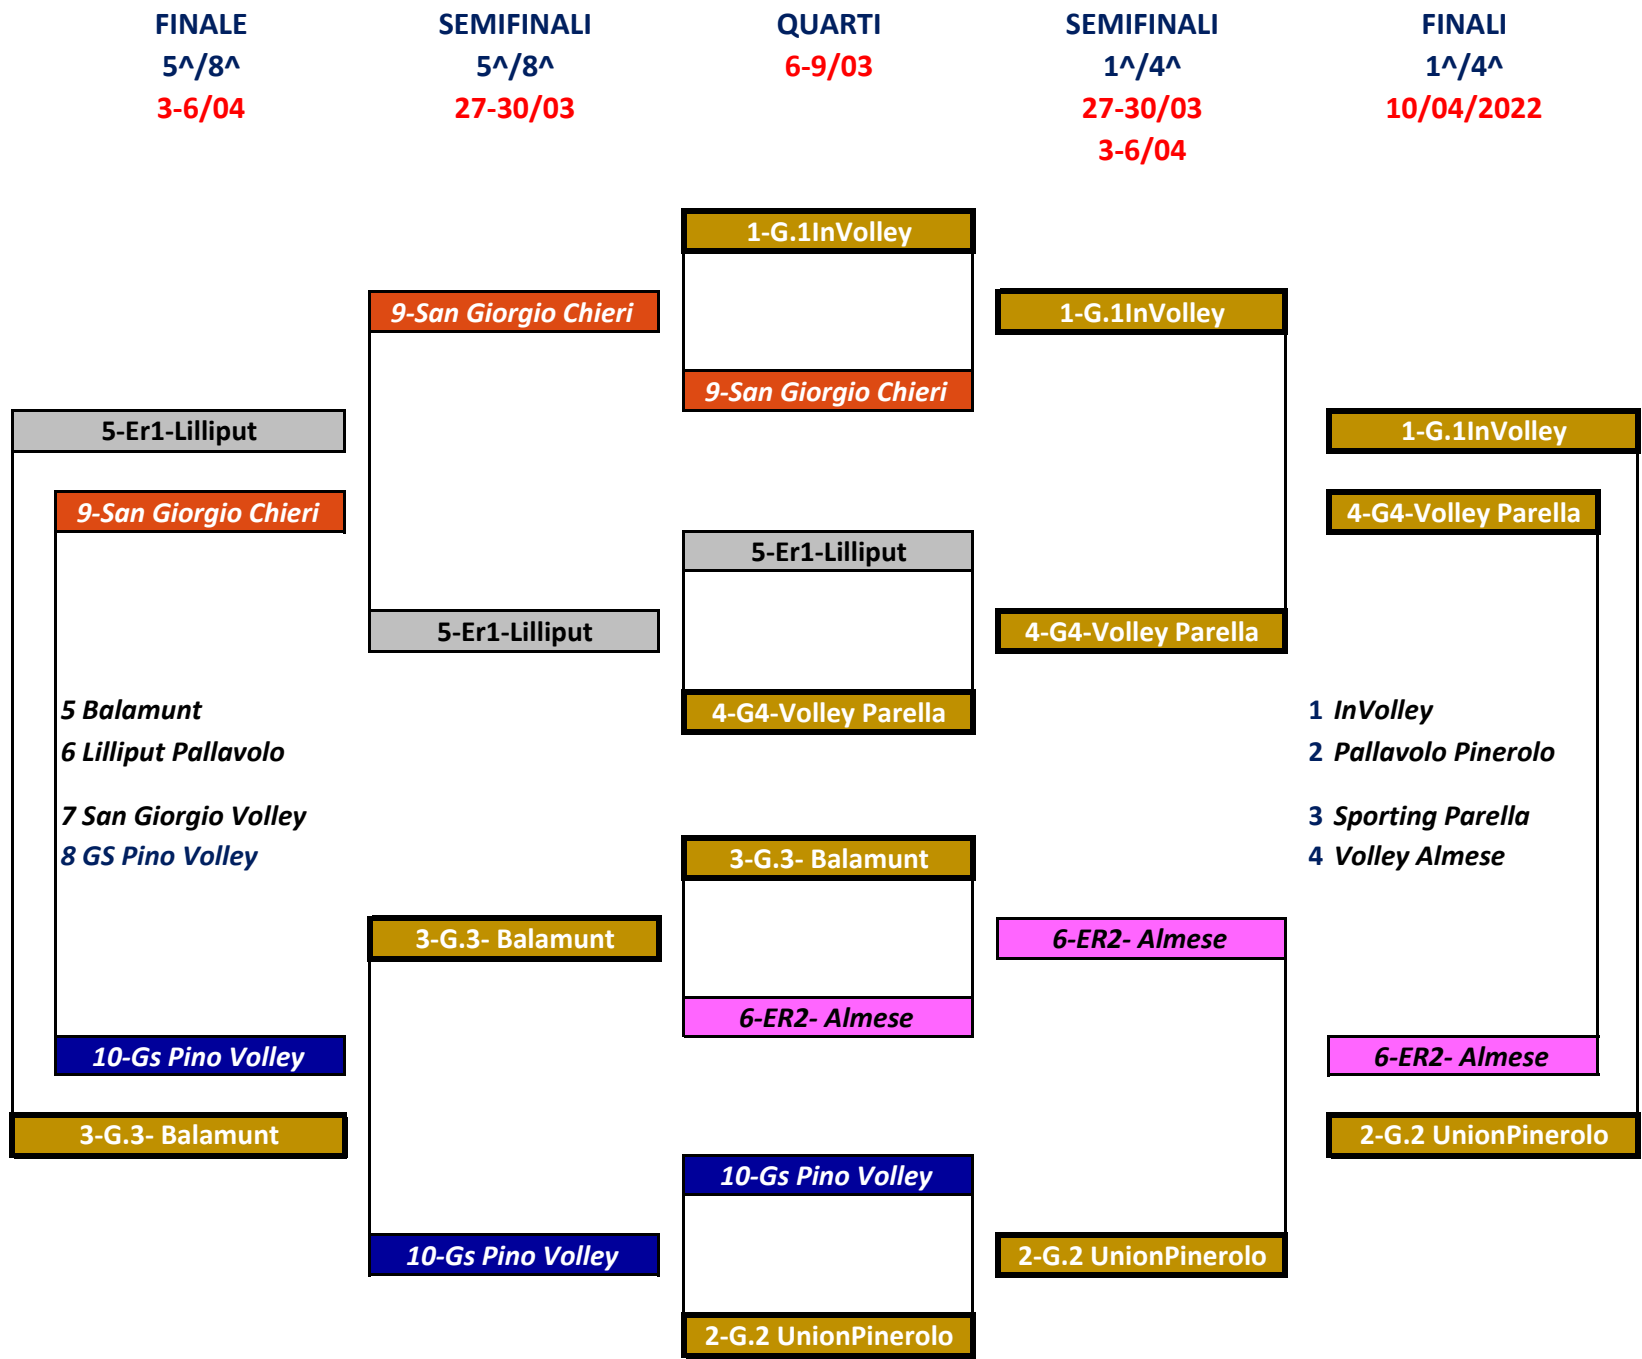 FINALE
5^/8^
3-6/04
SEMIFINALI
5^/8^
27-30/03
QUARTI
6-9/03
SEMIFINALI
1^/4^
27-30/03
3-6/04
FINALI
1^/4^
10/04/2022
5-Er1-Lilliput
9-San Giorgio Chieri
5 Balamunt
6 Lilliput Pallavolo
7 San Giorgio Volley
8 GS Pino Volley
10-Gs Pino Volley
3-G.3- Balamunt
9-San Giorgio Chieri
5-Er1-Lilliput
3-G.3- Balamunt
10-Gs Pino Volley
1-G.1InVolley
9-San Giorgio Chieri
5-Er1-Lilliput
4-G4-Volley Parella
3-G.3- Balamunt
6-ER2- Almese
10-Gs Pino Volley
2-G.2 UnionPinerolo
1-G.1InVolley
4-G4-Volley Parella
6-ER2- Almese
2-G.2 UnionPinerolo
1-G.1InVolley
4-G4-Volley Parella
1 InVolley
2 Pallavolo Pinerolo
3 Sporting Parella
4 Volley Almese
6-ER2- Almese
2-G.2 UnionPinerolo